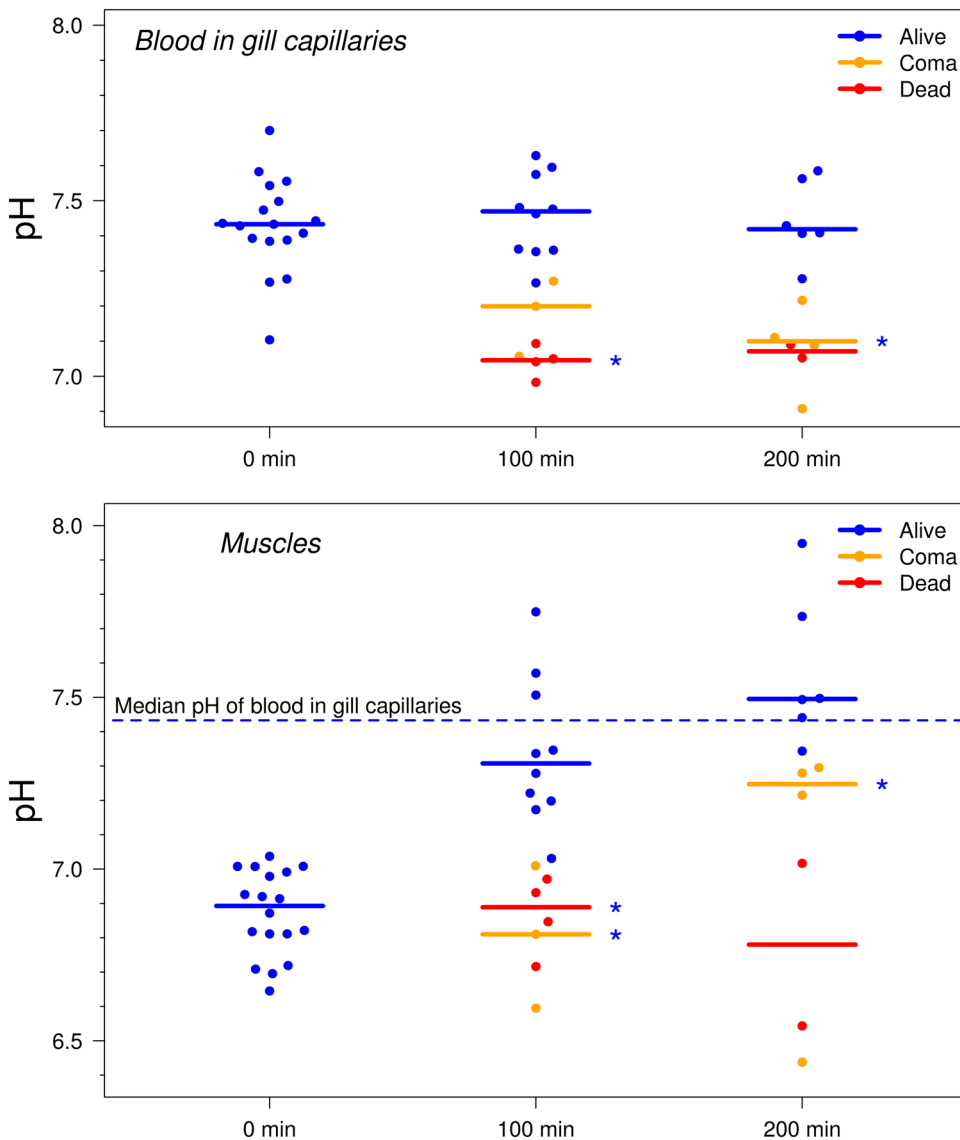 Blood in gill capillaries
Alive
Coma
Dead
pH
8.0
7.5
7.0
*
*
0 min
100 min
200 min
Muscles
Alive
Coma
Dead
pH
8.0
7.5
7.0
6.5
Median pH of blood in gill capillaries
*
*
*
0 min
100 min
200 min